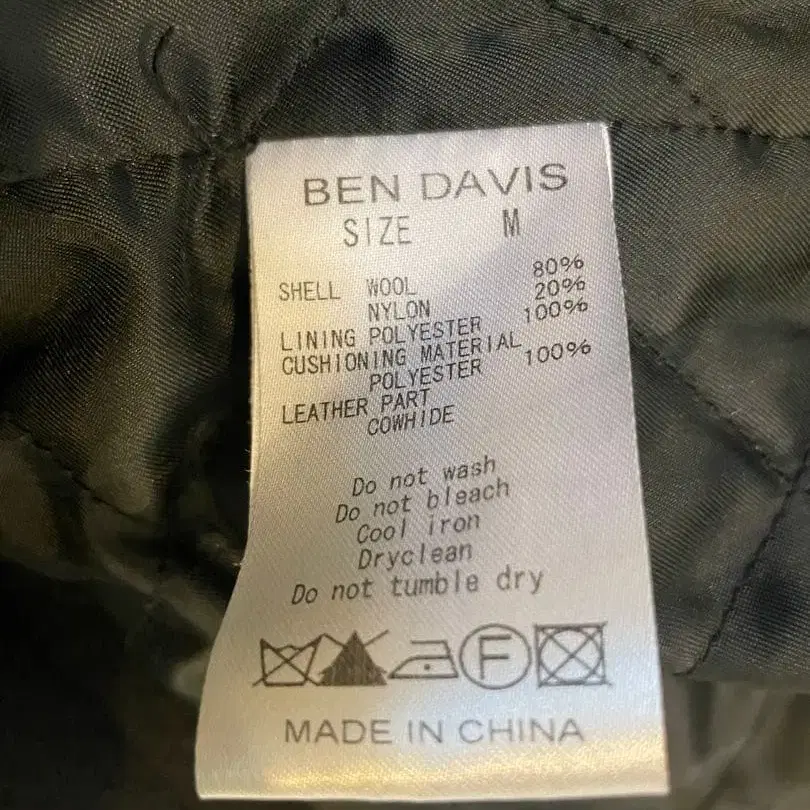 BEN DAVIS
SIZE M
SHELL WOOL 80%
NYLON 20%
LINING POLYESTER 100%
CUSHIONING MATERIAL
POLYESTER 100%
LEATHER PART
COWHIDE
Do not wash
Do not bleach
Cool iron
Dryclean
Do not tumble dry
F
MADE IN CHINA